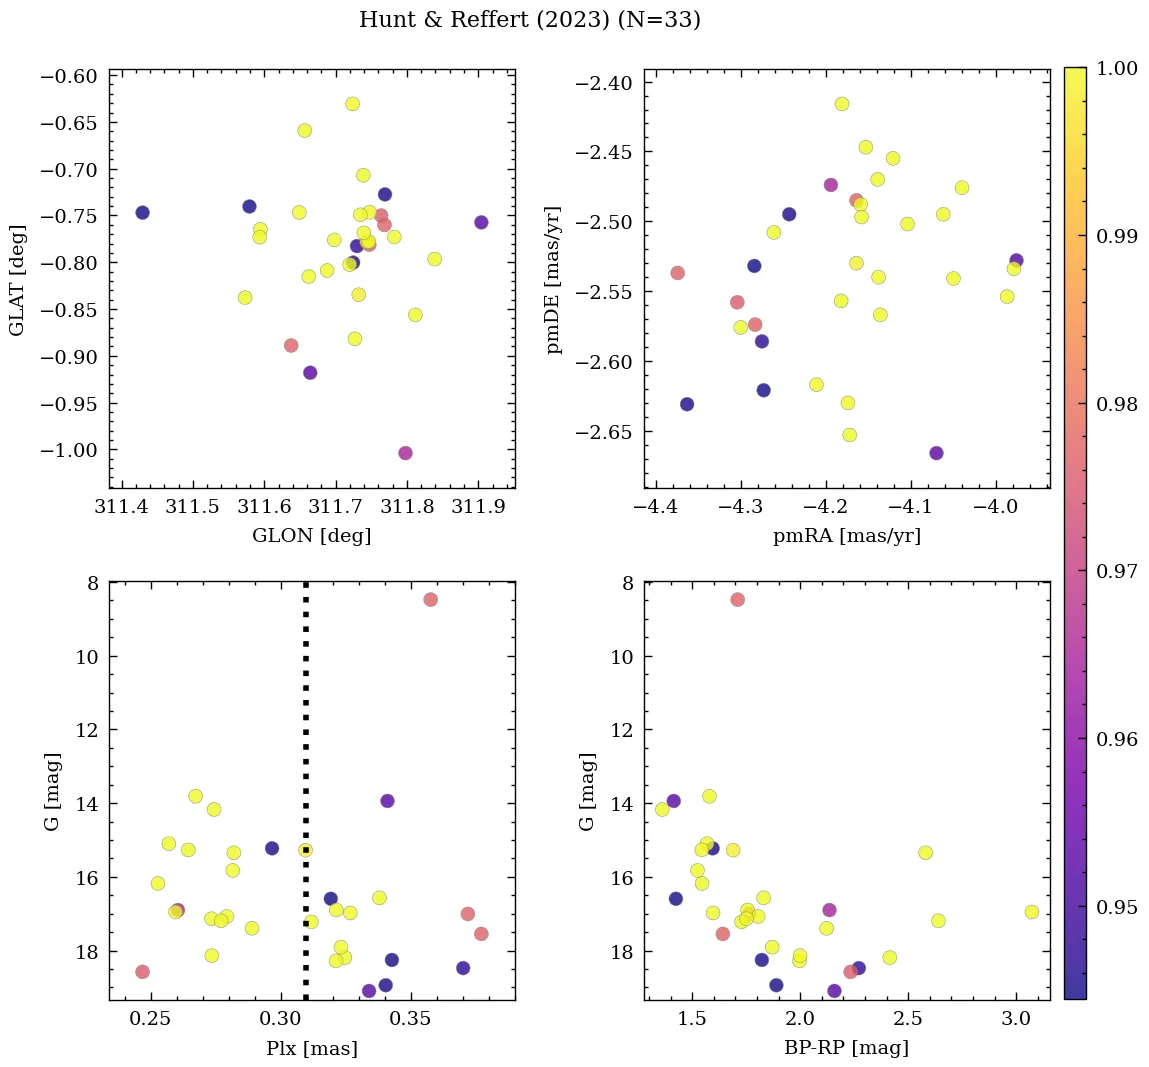 Hunt & Reffert (2023) (N=33)
−0.60
−0.65
−0.70
−0.75
−0.80
−0.85
−0.90
−0.95
−1.00
GLAT [deg]
311.4 311.5 311.6 311.7 311.8 311.9
GLON [deg]
−2.40
−2.45
−2.50
−2.55
−2.60
−2.65
pmDE [mas/yr]
−4.4 −4.3 −4.2 −4.1 −4.0
pmRA [mas/yr]
8
10
12
14
16
18
G [mag]
0.25 0.30 0.35
Plx [mas]
8
10
12
14
16
18
G [mag]
1.5 2.0 2.5 3.0
BP-RP [mag]
1.00
0.99
0.98
0.97
0.96
0.95